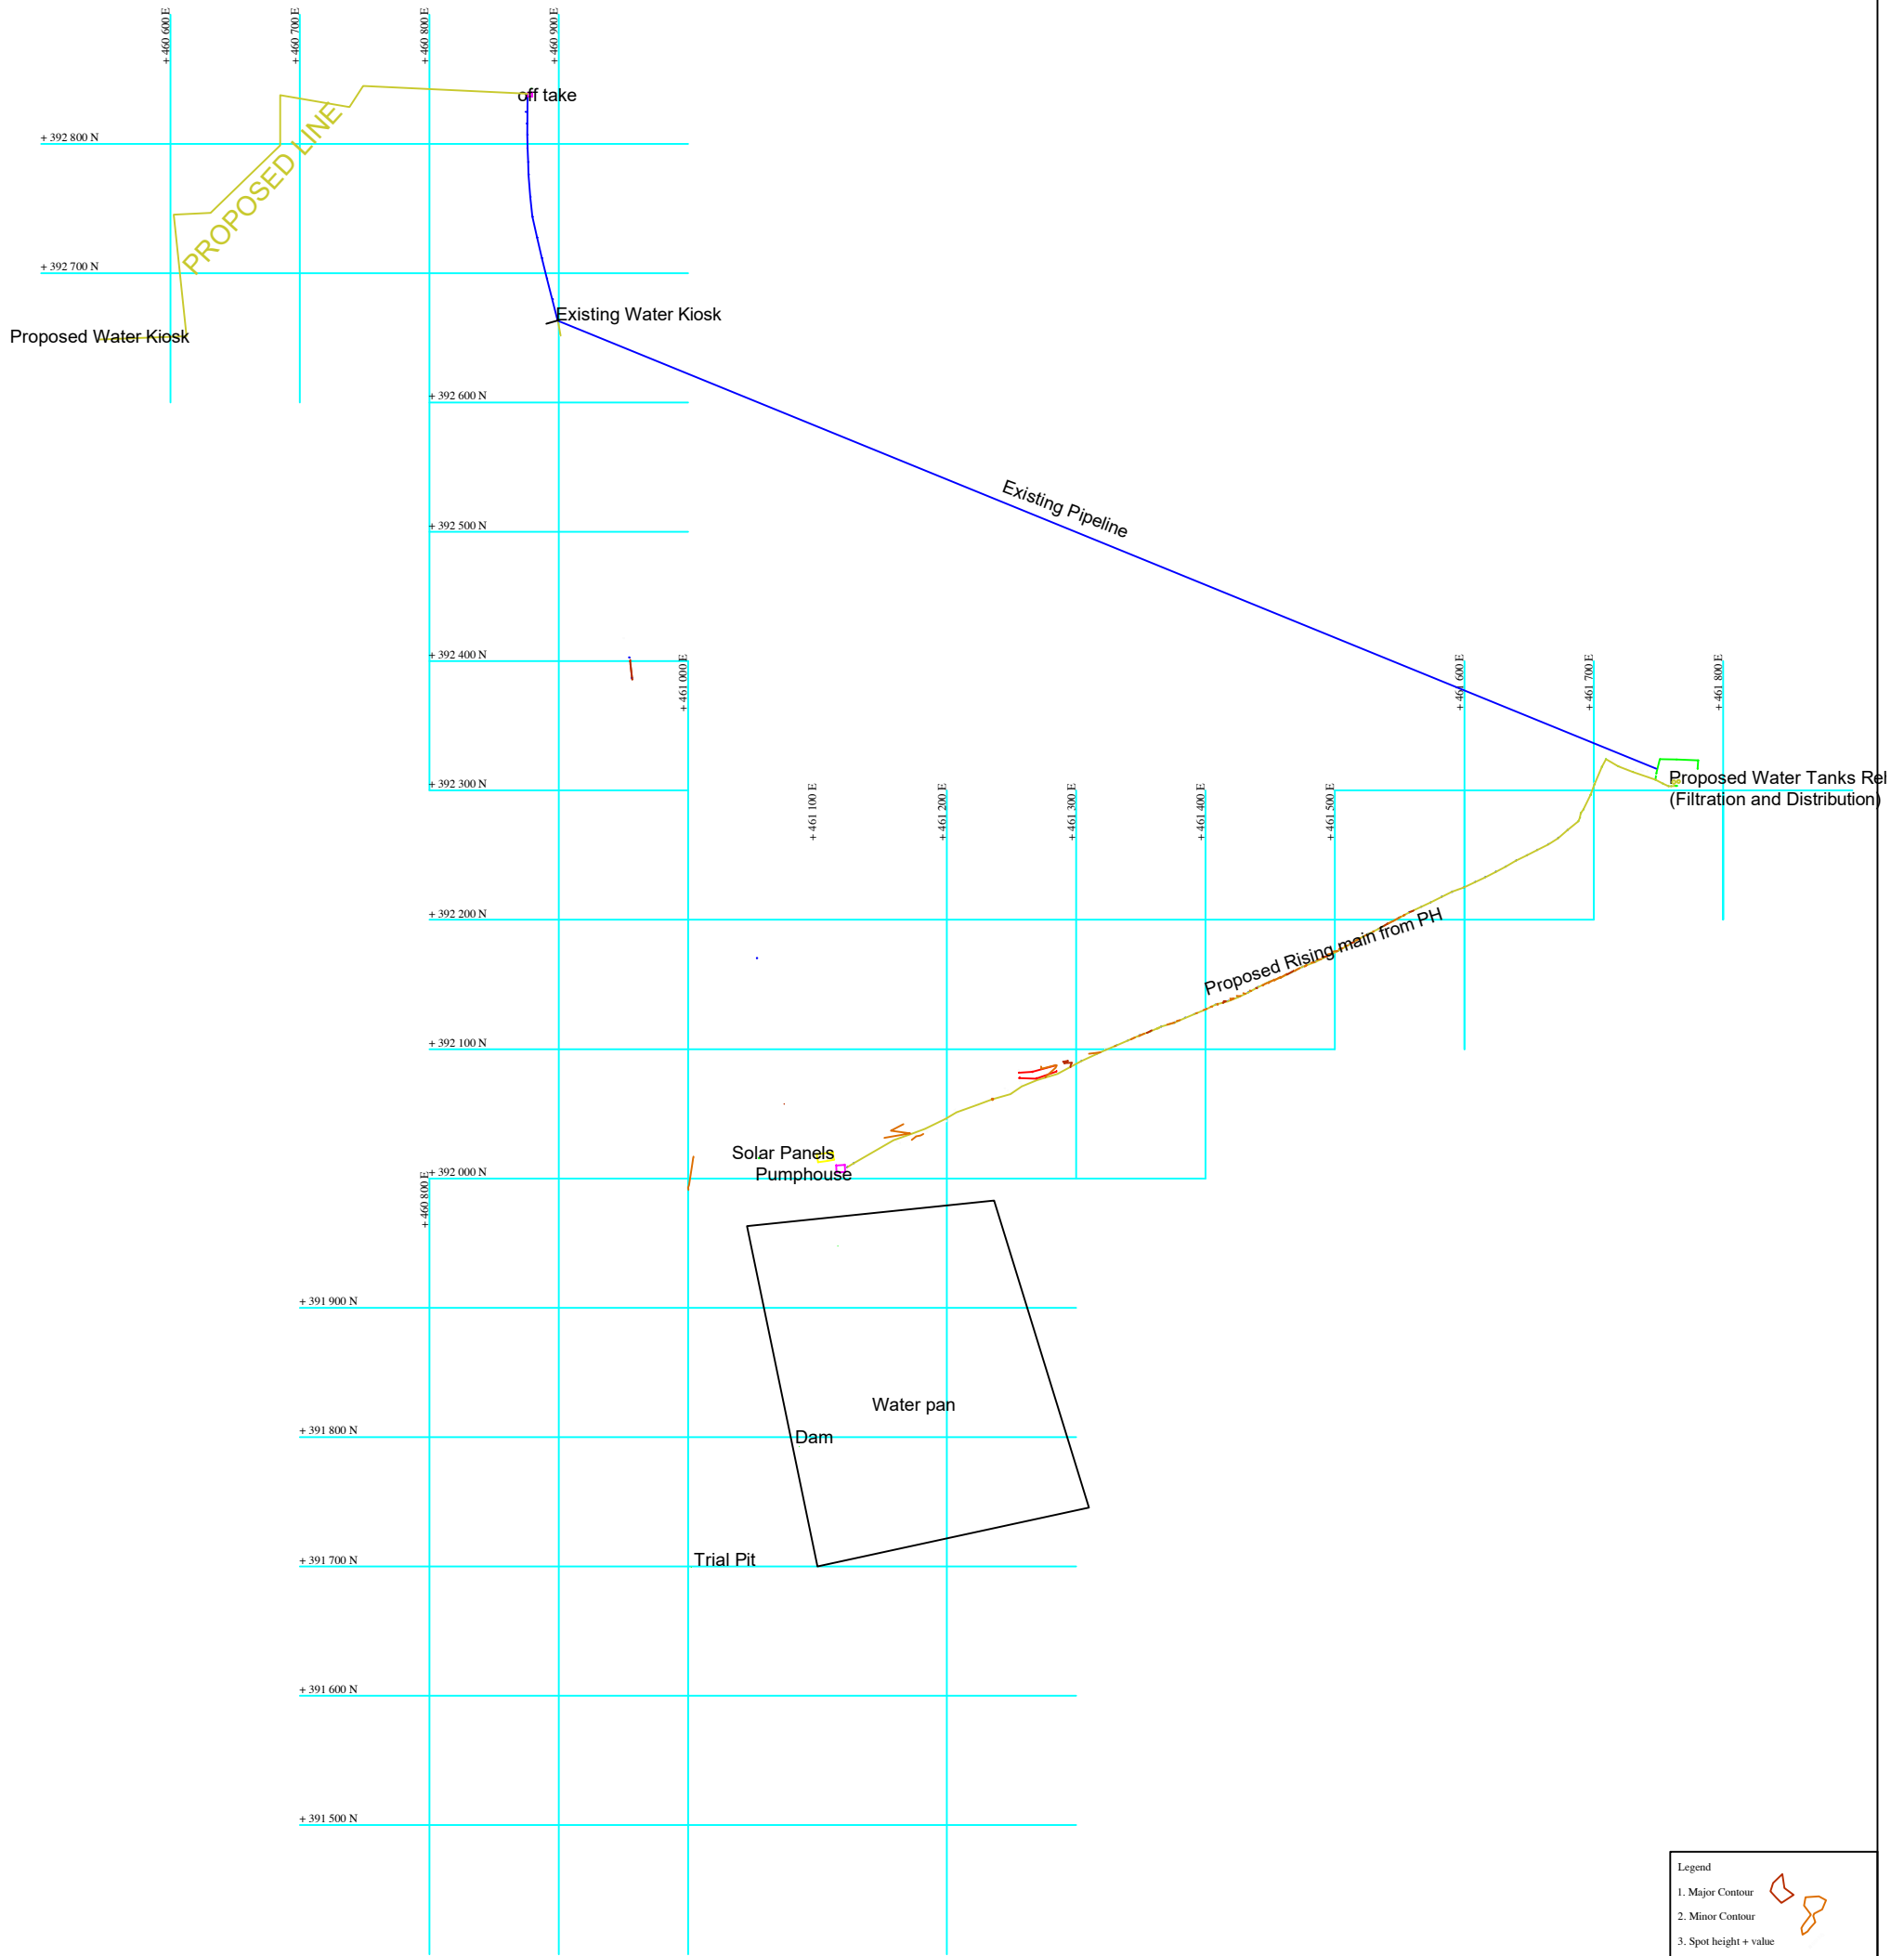 + 460 600 E
+ 460 700 E
+ 460 800 E
+ 460 900 E
off take
+ 392 800 N
PROPOSED LINE
+ 392 700 N
Existing Water Kiosk
Proposed Water Kiosk
+ 392 600 N
Existing Pipeline
+ 392 500 N
+ 392 400 N
+ 461 000 E
+ 461 600 E
+ 461 700 E
+ 461 800 E
Proposed Water Tanks Rel
(Filtration and Distribution)
+ 392 300 N
+ 461 100 E
+ 461 200 E
+ 461 300 E
+ 461 400 E
+ 461 500 E
+ 392 200 N
Proposed Rising main from PH
+ 392 100 N
Solar Panels
Pumphouse
+ 392 000 N
+ 460 800 E
+ 391 900 N
Water pan
Dam
+ 391 800 N
Trial Pit
+ 391 700 N
+ 391 600 N
+ 391 500 N
Legend
1. Major Contour
2. Minor Contour
3. Spot height + value